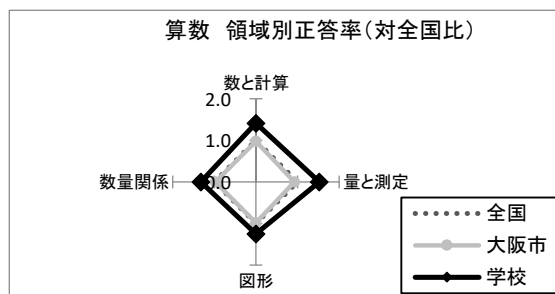 算数 領域別正答率(対全国比)
数と計算
2.0
1.0
数量関係
0.0
量と測定
図形
全国
大阪市
学校